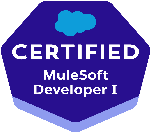 CERTIFIED
MuleSoft
Developer I